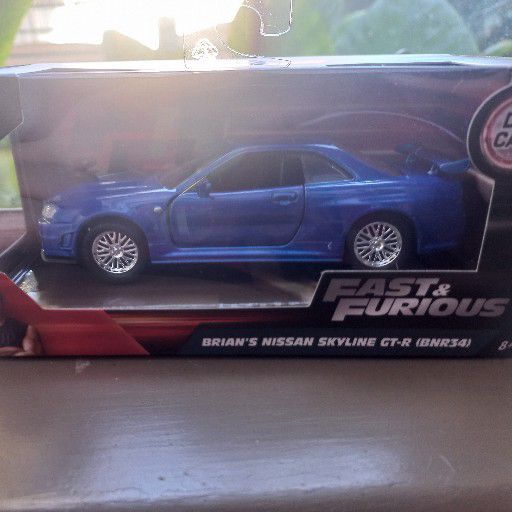 FAST &
FURIOUS
BRIAN'S NISSAN SKYLINE GT-R (BNR34)